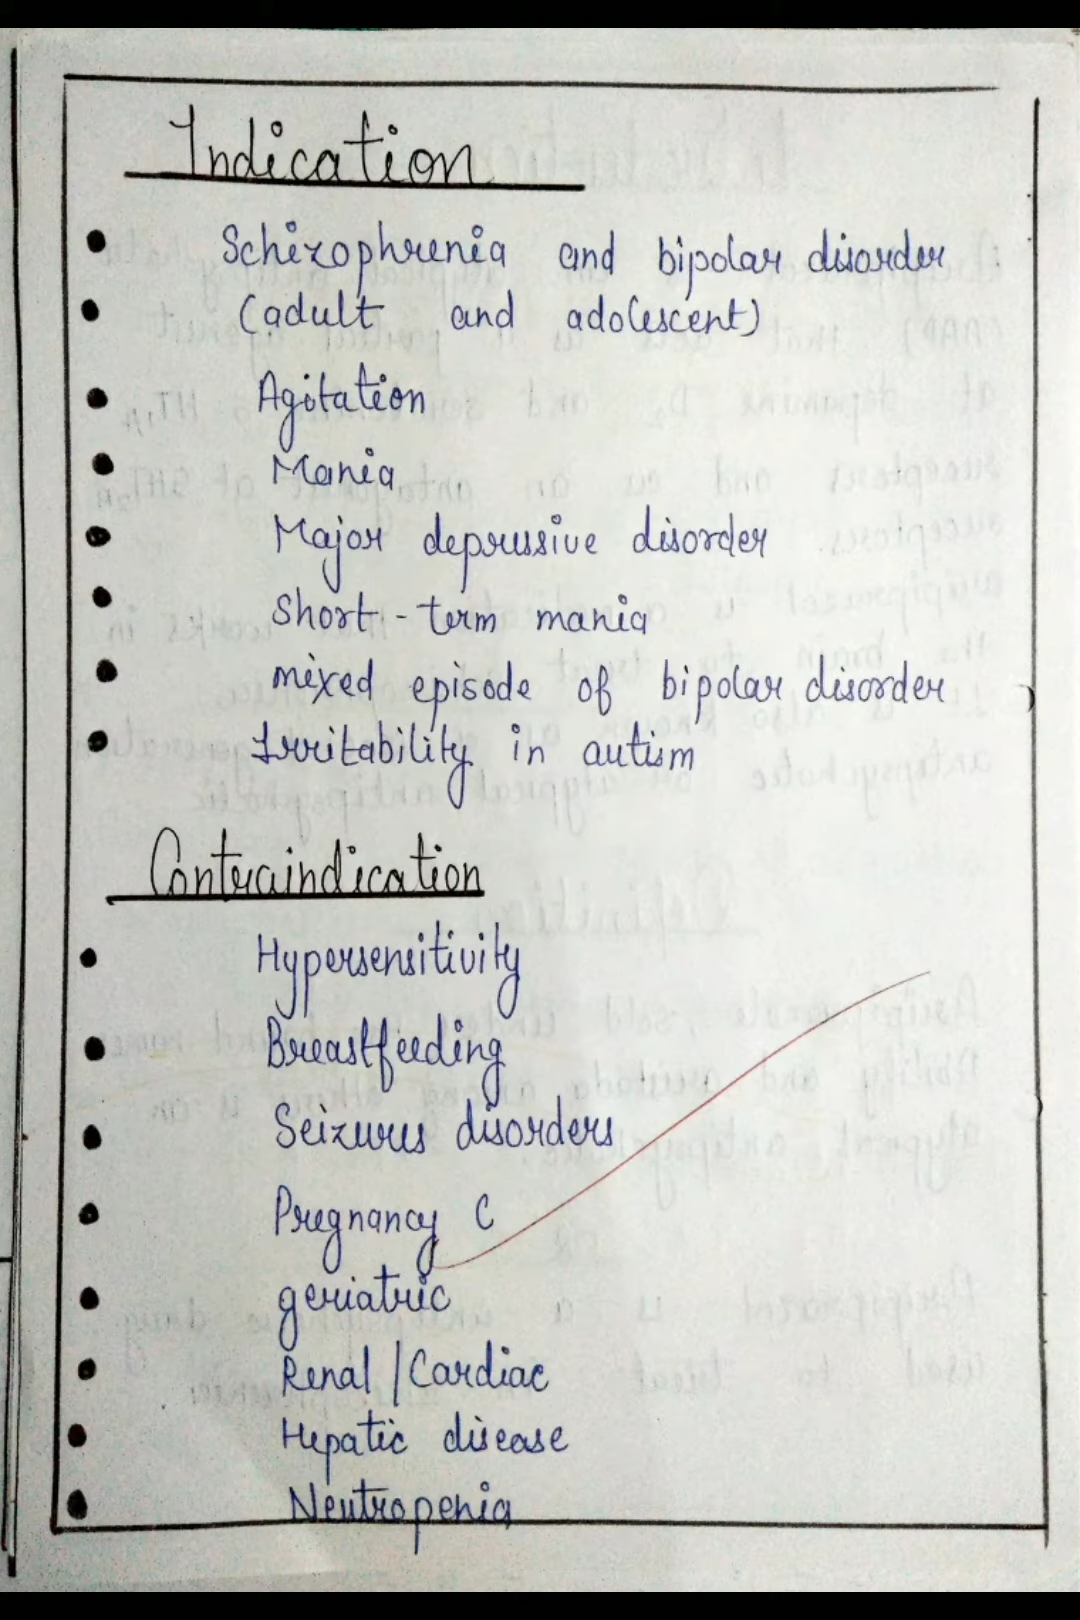 Indication
• Schizophrenia and bipolar disorder
• (adult and adolescent)
• Agitation
• Mania
• Major depressive disorder
• Short-term mania
• mixed episode of bipolar disorder
• Irritability in autism
Contraindication
• Hypersensitivity
• Breastfeeding
• Seizures disorders
• Pregnancy C
• geriatric
• Renal / Cardiac
• Hepatic disease
• Neutropenia